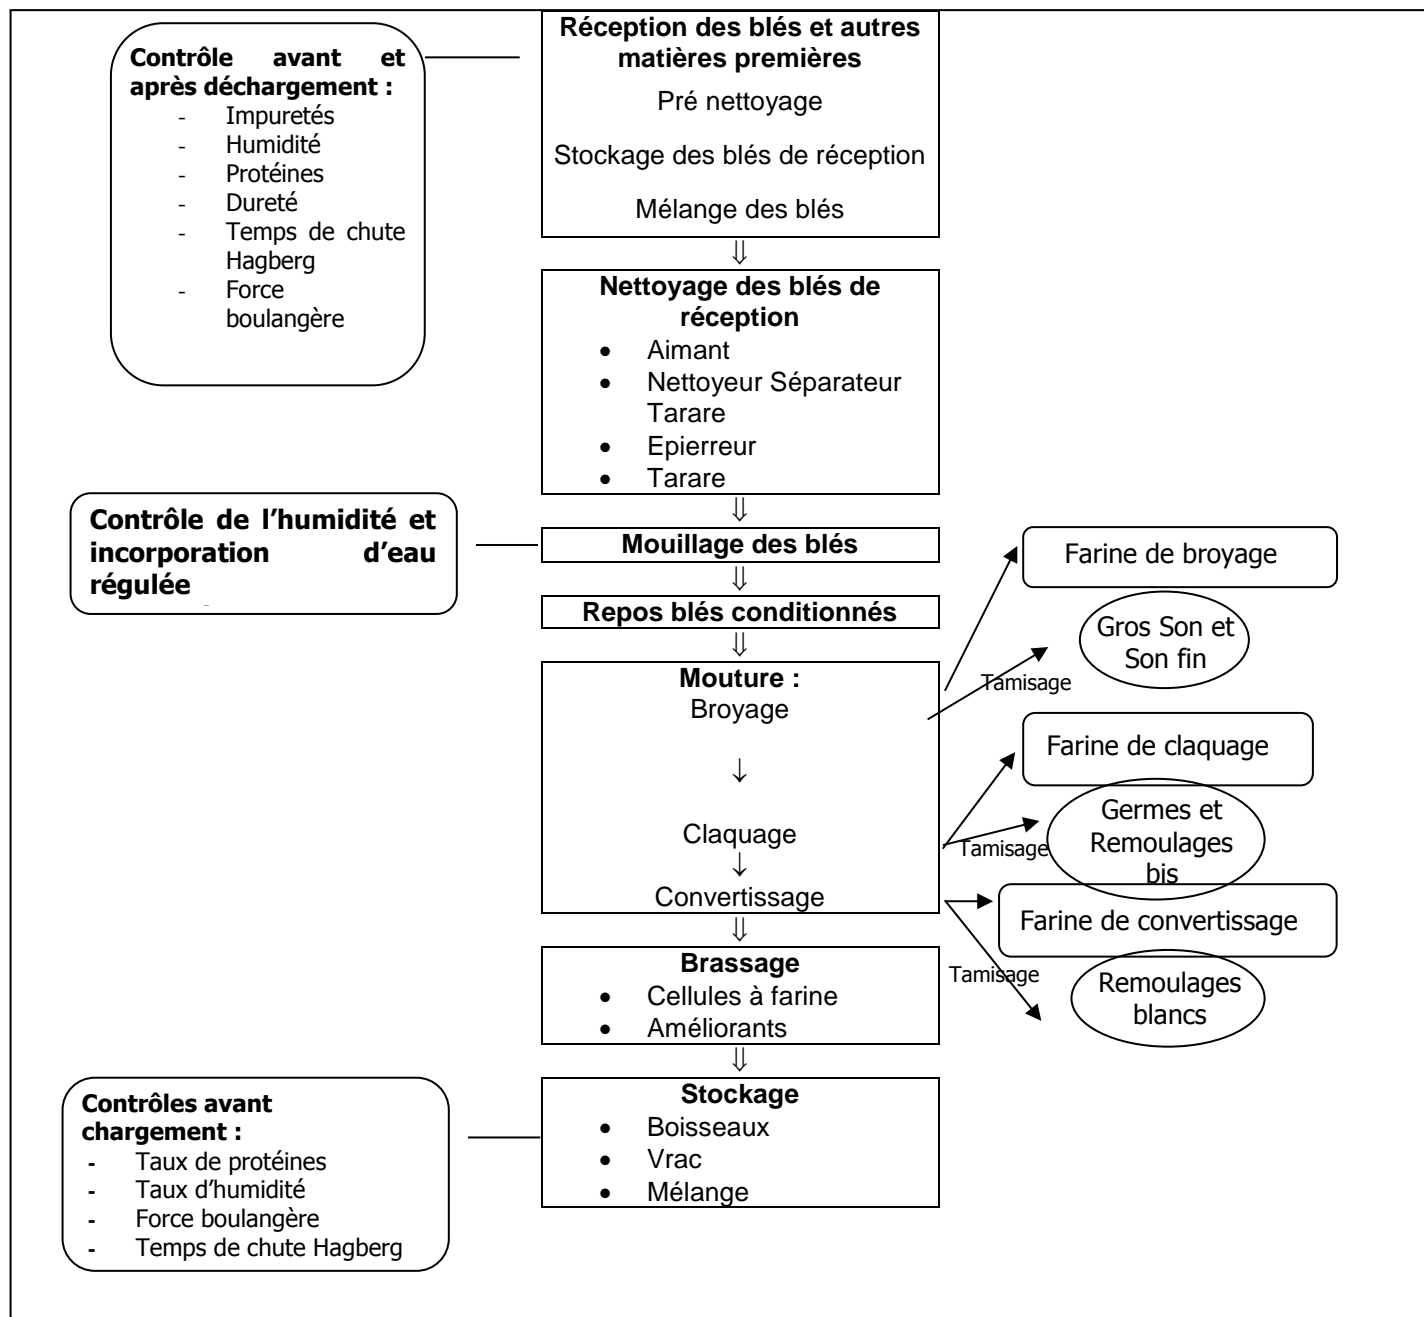 Réception des blés et autres
matières premières
Pré nettoyage
Stockage des blés de réception
Mélange des blés
⇓
Contrôle avant et
après déchargement :
- Impuretés
- Humidité
- Protéines
- Dureté
- Temps de chute
Hagberg
- Force
boulangère
Nettoyage des blés de
réception
• Aimant
• Nettoyeur Séparateur
Tarare
• Epierreur
• Tarare
⇓
Contrôle de l’humidité et
incorporation d’eau
régulée
Mouillage des blés
⇓
Repos blés conditionnés
⇓
Mouture :
Broyage
↓
Claquage
↓
Convertissage
⇓
Farine de broyage
Gros Son et
Son fin
Tamisage
Farine de claquage
Germes et
Remoulages
bis
Tamisage
Farine de convertissage
Tamisage
Remoulages
blancs
Brassage
• Cellules à farine
• Améliorants
⇓
Stockage
• Boisseaux
• Vrac
• Mélange
Contrôles avant
chargement :
- Taux de protéines
- Taux d’humidité
- Force boulangère
- Temps de chute Hagberg